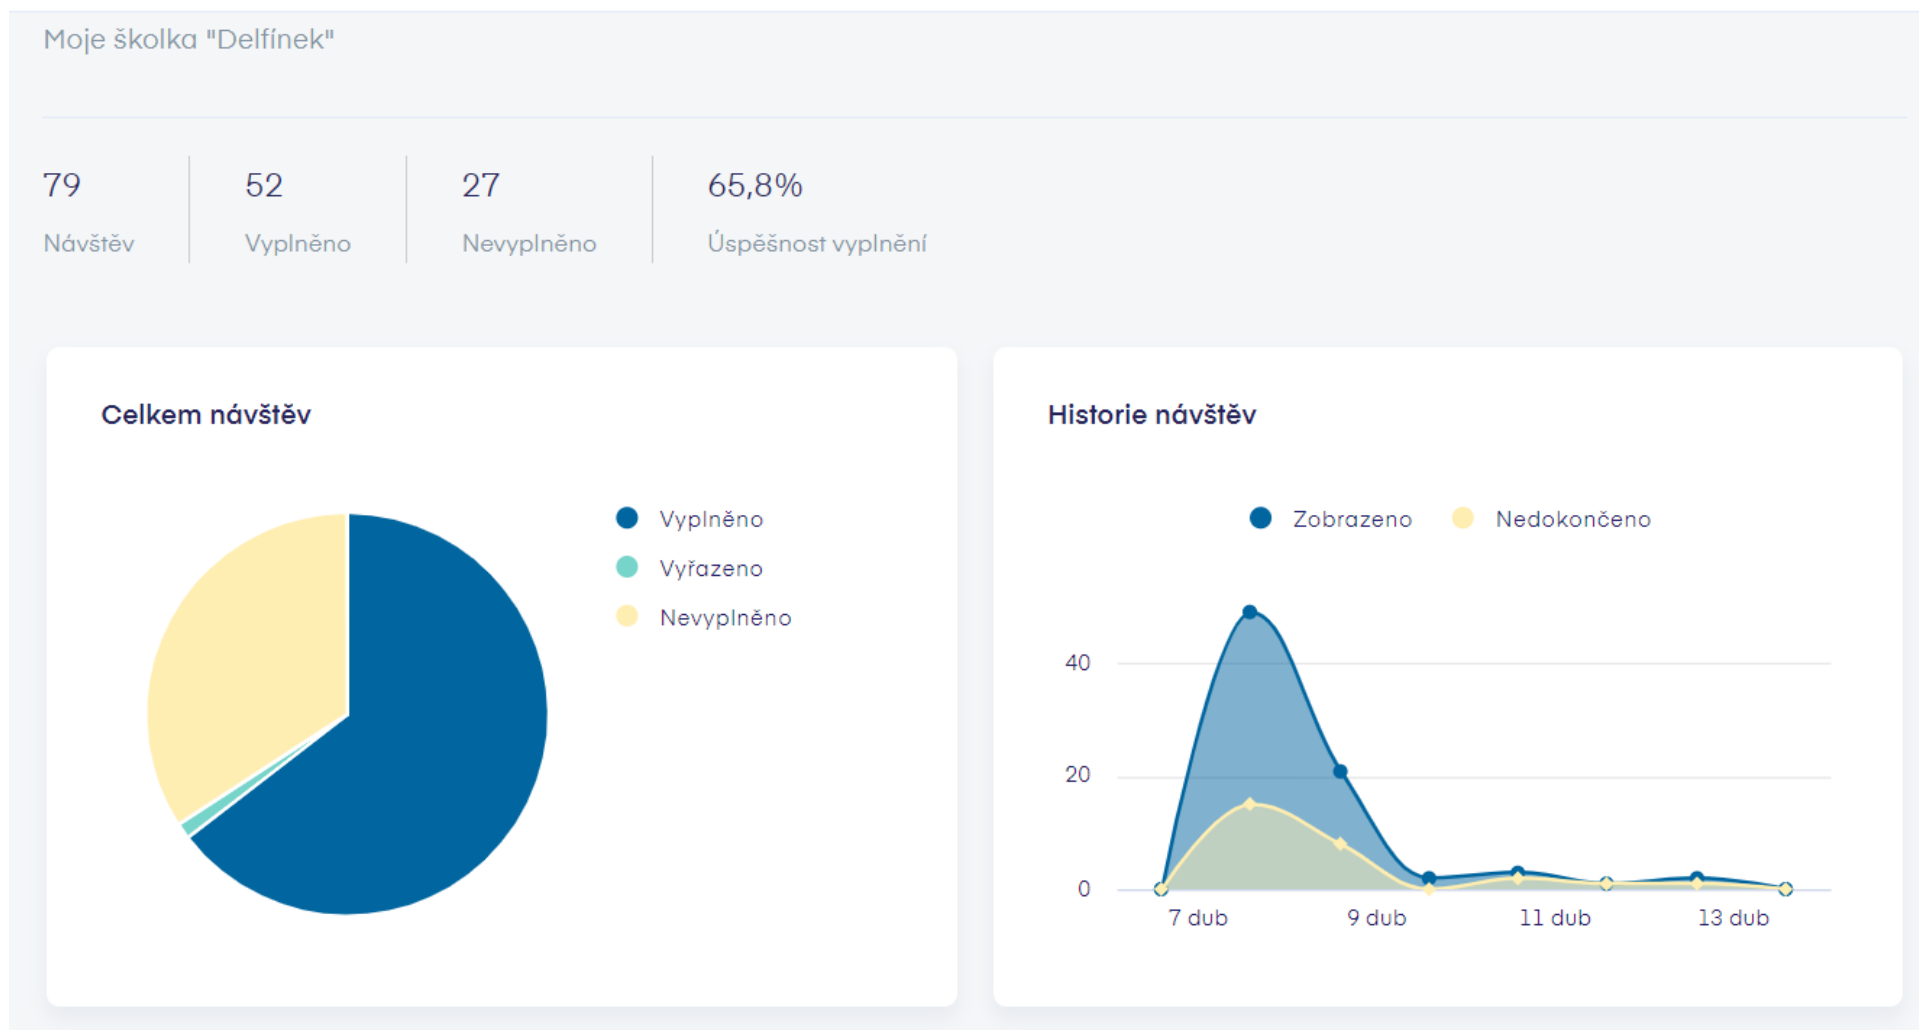 Moje školka "Delfínek"
79
52
27
65,8%
Návštěv
Vyplněno
Nevyplněno
Úspěšnost vyplnění
Celkem návštěv
Vyplněno
Vyřazeno
Nevyplněno
Historie návštěv
Zobrazeno
Nedokončeno
40
20
0
7 dub
9 dub
11 dub
13 dub